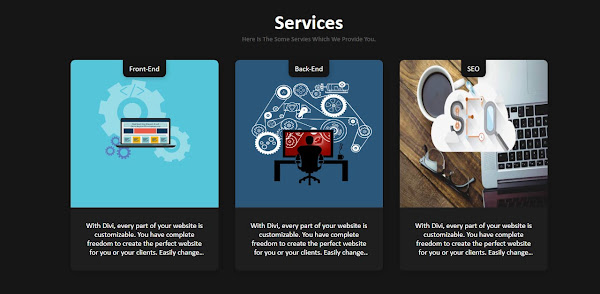 Services
Here Is The Some Servies Which We Provide You.
Front-End
Back-End
SEO
SEO
With Divi, every part of your website is
customizable. You have complete
freedom to create the perfect website
for you or your clients. Easily change...
With Divi, every part of your website is
customizable. You have complete
freedom to create the perfect website
for you or your clients. Easily change...
With Divi, every part of your website is
customizable. You have complete
freedom to create the perfect website
for you or your clients. Easily change...